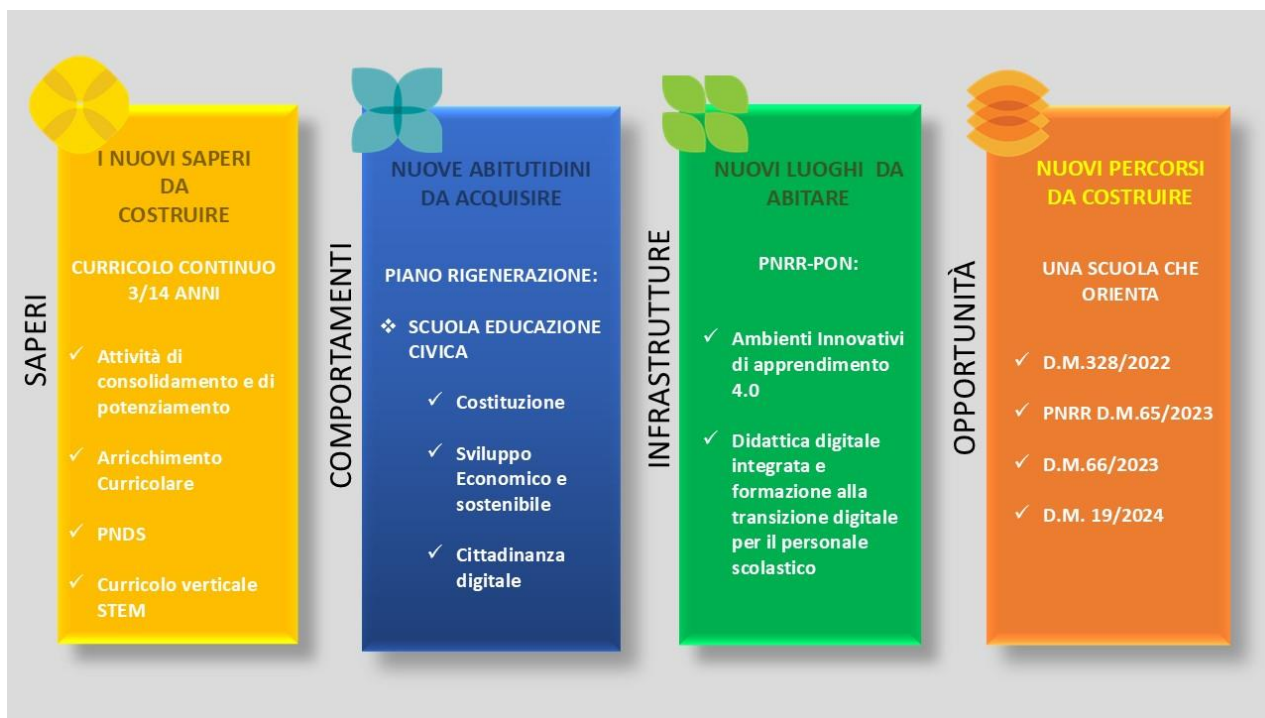 SAPERI
I NUOVI SAPERI
DA
COSTRUIRE
CURRICOLO CONTINUO
3/14 ANNI
✓ Attività di
consolidamento e di
potenziamento
✓ Arricchimento
Curricolare
✓ PNDS
✓ Curricolo verticale
STEM
COMPORTAMENTI
NUOVE ABITUTIDINI
DA ACQUISIRE
PIANO RIGENERAZIONE:
❖ SCUOLA EDUCAZIONE
CIVICA
✓ Costituzione
✓ Sviluppo
Economico e
sostenibile
✓ Cittadinanza
digitale
INFRASTRUTTURE
NUOVI LUOGHI DA
ABITARE
PNRR-PON:
✓ Ambienti Innovativi
di apprendimento
4.0
✓ Didattica digitale
integrata e
formazione alla
transizione digitale
per il personale
scolastico
OPPORTUNITÀ
NUOVI PERCORSI
DA COSTRUIRE
UNA SCUOLA CHE
ORIENTA
✓ D.M.328/2022
✓ PNRR D.M.65/2023
✓ D.M.66/2023
✓ D.M. 19/2024